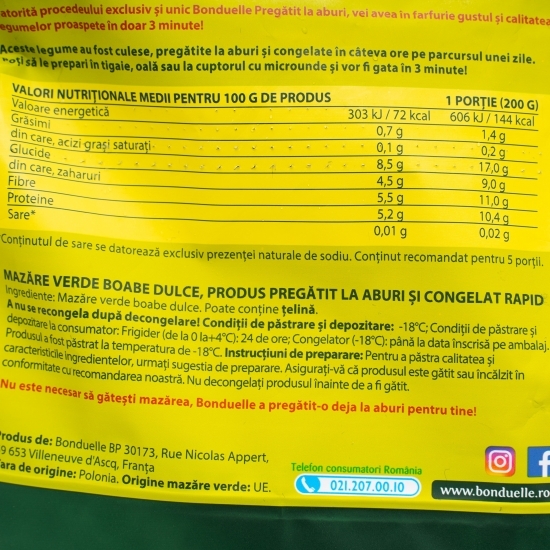 atorită procedeului exclusiv și unic Bonduelle Pregătit la aburi, vei avea în farfurie gustul și calitatea
egumelor proaspete în doar 3 minute!
Aceste legume au fost culese, pregătite la aburi și congelate în câteva ore pe parcursul unei zile.
Poți să le prepari în tigaie, oală sau la cuptorul cu microunde și vor fi gata în 3 minute!
VALORI NUTRIȚIONALE MEDII PENTRU 100 G DE PRODUS 1 PORȚIE (200 G)
Valoare energetică 303 kJ / 72 kcal 606 kJ / 144 kcal
Grăsimi 0,7 g 1,4 g
din care, acizi grași saturați 0,1 g 0,2 g
Glucide 8,5 g 17,0 g
din care, zaharuri 4,5 g 9,0 g
Fibre 5,5 g 11,0 g
Proteine 5,2 g 10,4 g
Sare* 0,01 g 0,02 g
*Conținutul de sare se datorează exclusiv prezenței naturale de sodiu. Conținut recomandat pentru 5 porții.
MAZĂRE VERDE BOABE DULCE, PRODUS PREGĂTIT LA ABURI ȘI CONGELAT RAPID
Ingrediente: Mazăre verde boabe dulce. Poate conține țelină.
A nu se recongela după decongelare! Condiții de păstrare și depozitare: -18°C; Condiții de păstrare și
depozitare la consumator: Frigider (de la 0 la+4°C): 24 de ore; Congelator (-18°C): până la data înscrisă pe ambalaj.
Produsul a fost păstrat la temperatura de -18°C. Instrucțiuni de preparare: Pentru a păstra calitatea și
caracteristicile ingredientelor, urmați sugestia de preparare. Asigurați-vă că produsul este gătit sau încălzit în
conformitate cu recomandarea noastră. Nu decongelați produsul înainte de a fi gătit.
Nu este necesar să gătești mazărea, Bonduelle a pregătit-o deja la aburi pentru tine!
Produs de: Bonduelle BP 30173, Rue Nicolas Appert,
59 653 Villeneuve d'Ascq, Franța
Țara de origine: Polonia. Origine mazăre verde: UE.
Telefon consumatori România
021.207.00.10
www.bonduelle.ro